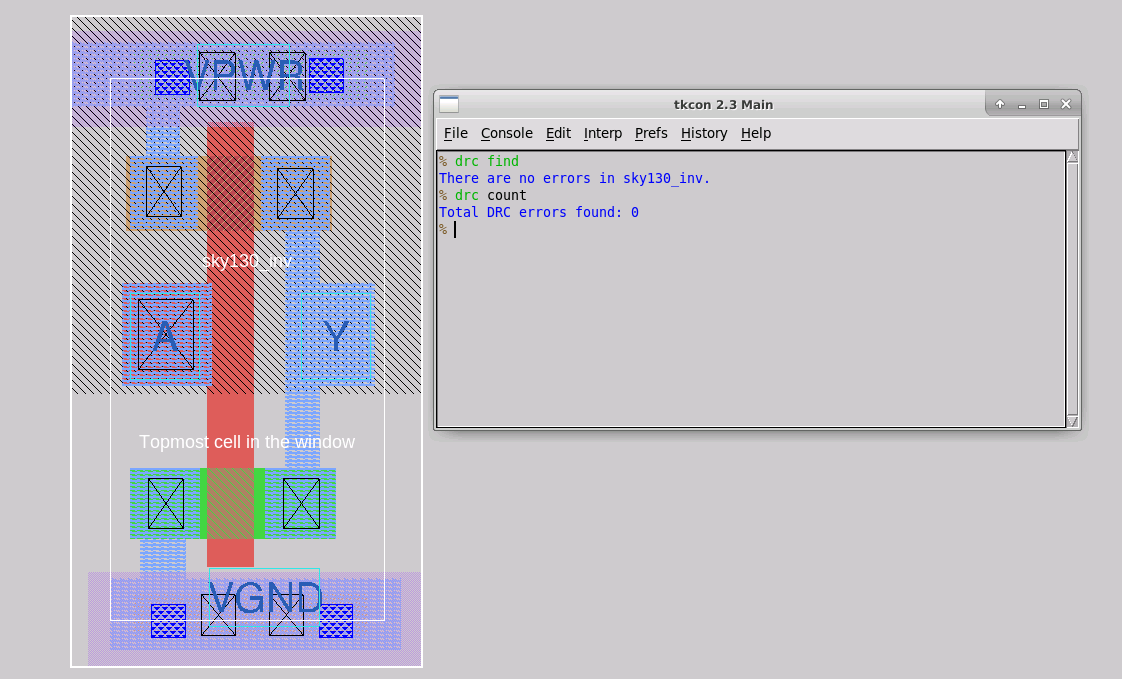 VPWR
sky130_inv
A
Y
Topmost cell in the window
VGND
tkcon 2.3 Main
File Console Edit Interp Prefs History Help
% drc find
There are no errors in sky130_inv.
% drc count
Total DRC errors found: 0
%